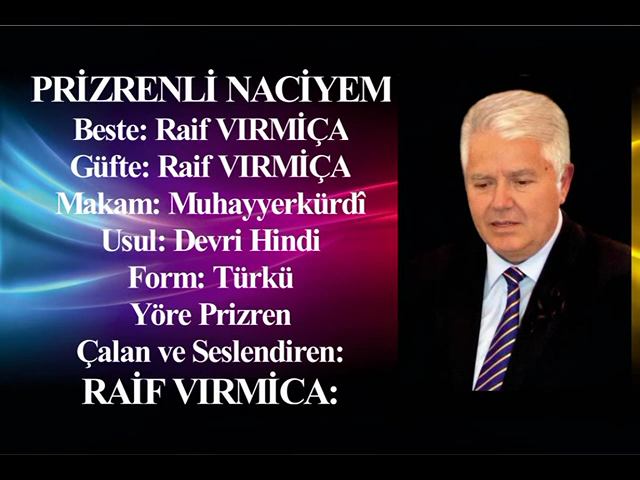 PRİZRENLİ NACİYEM
Beste: Raif VIRMİÇA
Güfte: Raif VIRMİÇA
Makam: Muhayyerkürdî
Usul: Devri Hindi
Form: Türkü
Yöre Prizren
Çalan ve Seslendiren:
RAİF VIRMİCA: